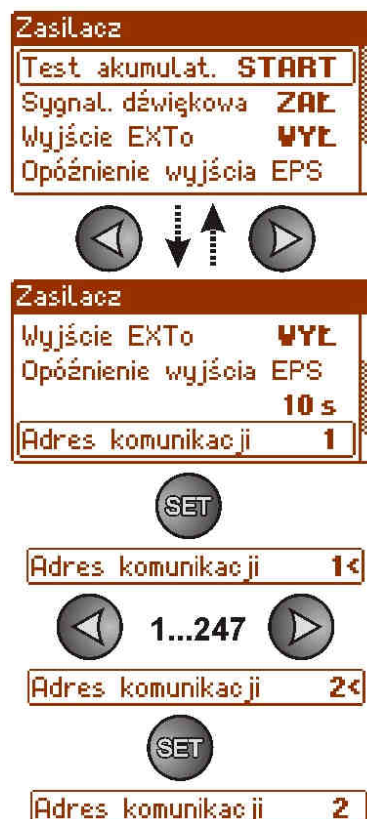 Zasilacz
Test akumulat. START
Sygnal. dźwiękowa ZAŁ
Wyjście EXTo WYŁ
Opóźnienie wyjścia EPS
Zasilacz
Wyjście EXTo WYŁ
Opóźnienie wyjścia EPS
10 s
Adres komunikacji 1
SET
Adres komunikacji 1<
1...247
Adres komunikacji 2<
SET
Adres komunikacji 2